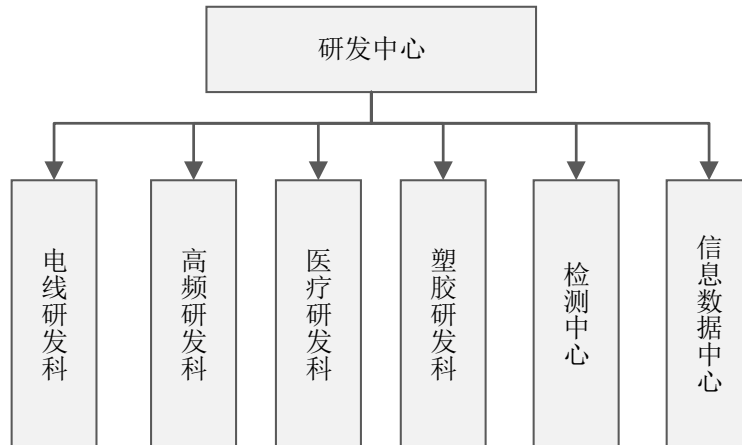 研发中心
电线研发科
高频研发科
医疗研发科
塑胶研发科
检测中心
信息数据中心